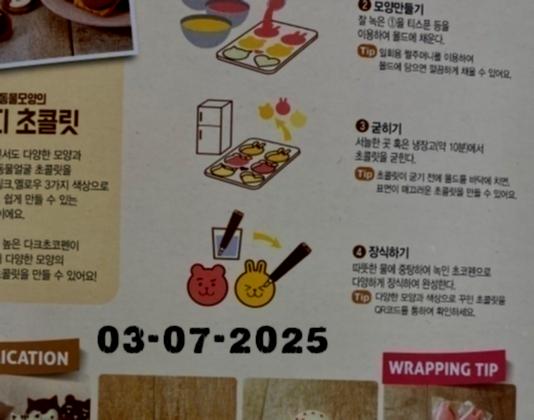 동물모양의
디 초콜릿
서도 다양한 모양과
동물얼굴 초콜릿을
핑크,옐로우 3가지 색상으로
쉽게 만들 수 있는
이에요.
높은 다크초코펜이
다양한 모양의
초콜릿을 만들 수 있어요!
2 모양만들기
잘 녹은 ①을 티스푼 등을
이용하여 몰드에 채운다.
Tip 일회용 짤주머니를 이용하여
몰드에 담으면 깔끔하게 채울 수 있어요.
3 굳히기
서늘한 곳 혹은 냉장고(약 10분)에서
초콜릿을 굳힌다.
Tip 초콜릿이 굳기 전에 몰드를 바닥에 치면,
표면이 매끄러운 초콜릿을 만들 수 있어요.
4 장식하기
따뜻한 물에 중탕하여 녹인 초코펜으로
다양하게 장식하여 완성한다.
Tip 다양한 모양과 색상으로 꾸민 초콜릿을
QR코드를 통하여 확인하세요.
03-07-2025
LICATION
WRAPPING TIP